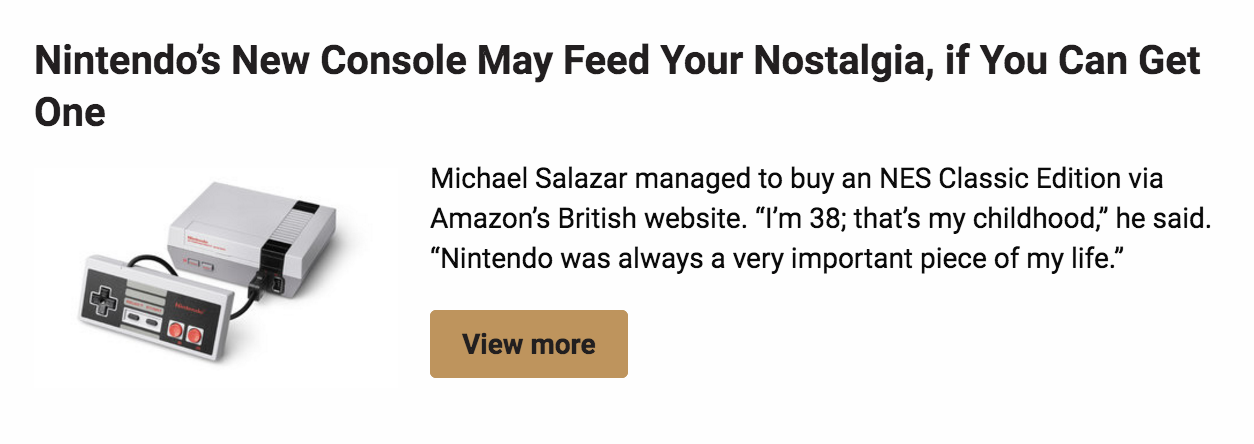 Nintendo’s New Console May Feed Your Nostalgia, if You Can Get
One
Michael Salazar managed to buy an NES Classic Edition via
Amazon’s British website. “I’m 38; that’s my childhood,” he said.
“Nintendo was always a very important piece of my life.”
View more
Nintendo
Nintendo